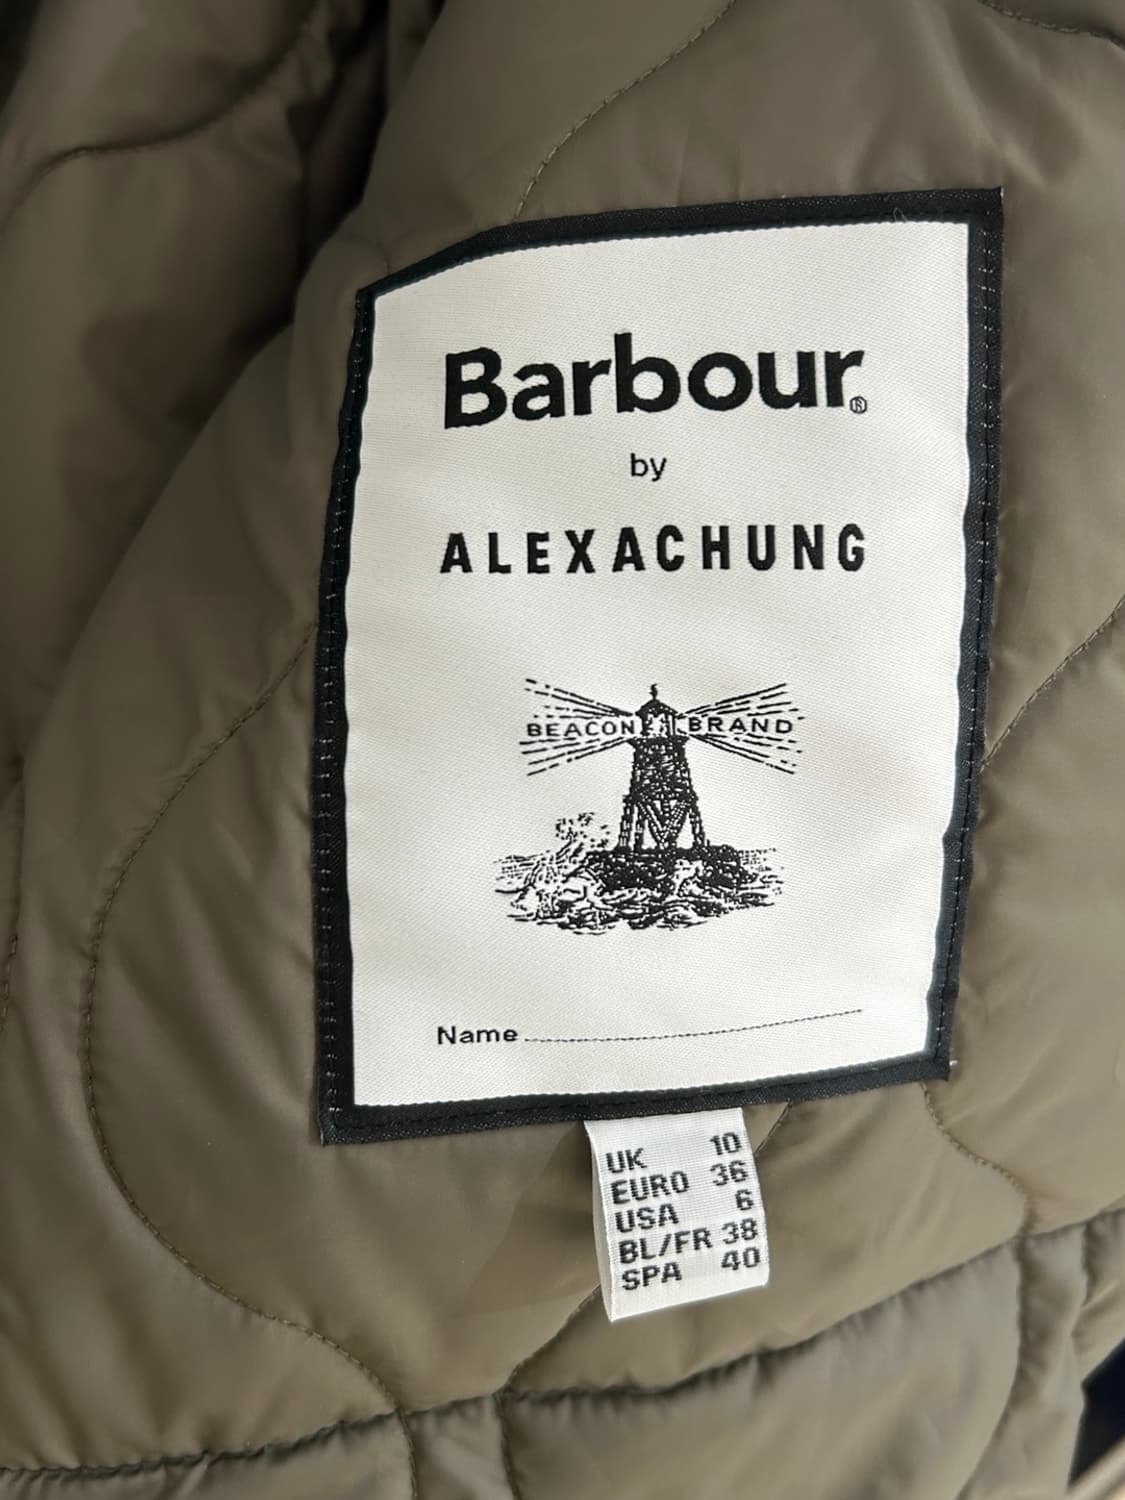 Barbour®
by
ALEXACHUNG
BEACON BRAND
Name
UK 10
EURO 36
USA 6
BL/FR 38
SPA 40